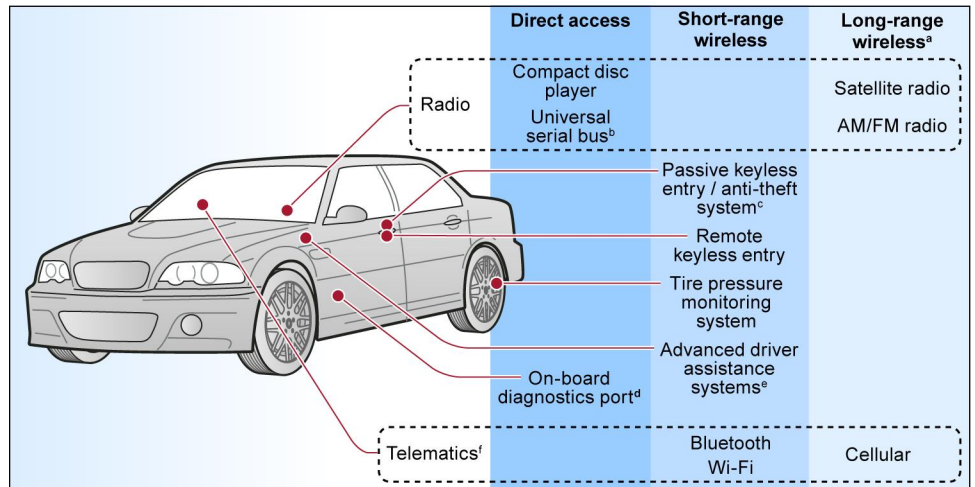 Direct access
Short-range
wireless
Long-range
wirelessᵃ
Radio
Compact disc
player
Universal
serial busᵇ
Satellite radio
AM/FM radio
Passive keyless
entry / anti-theft
systemᶜ
Remote
keyless entry
Tire pressure
monitoring
system
Advanced driver
assistance
systemsᵉ
On-board
diagnostics portᵈ
Telematicsᶠ
Bluetooth
Wi-Fi
Cellular